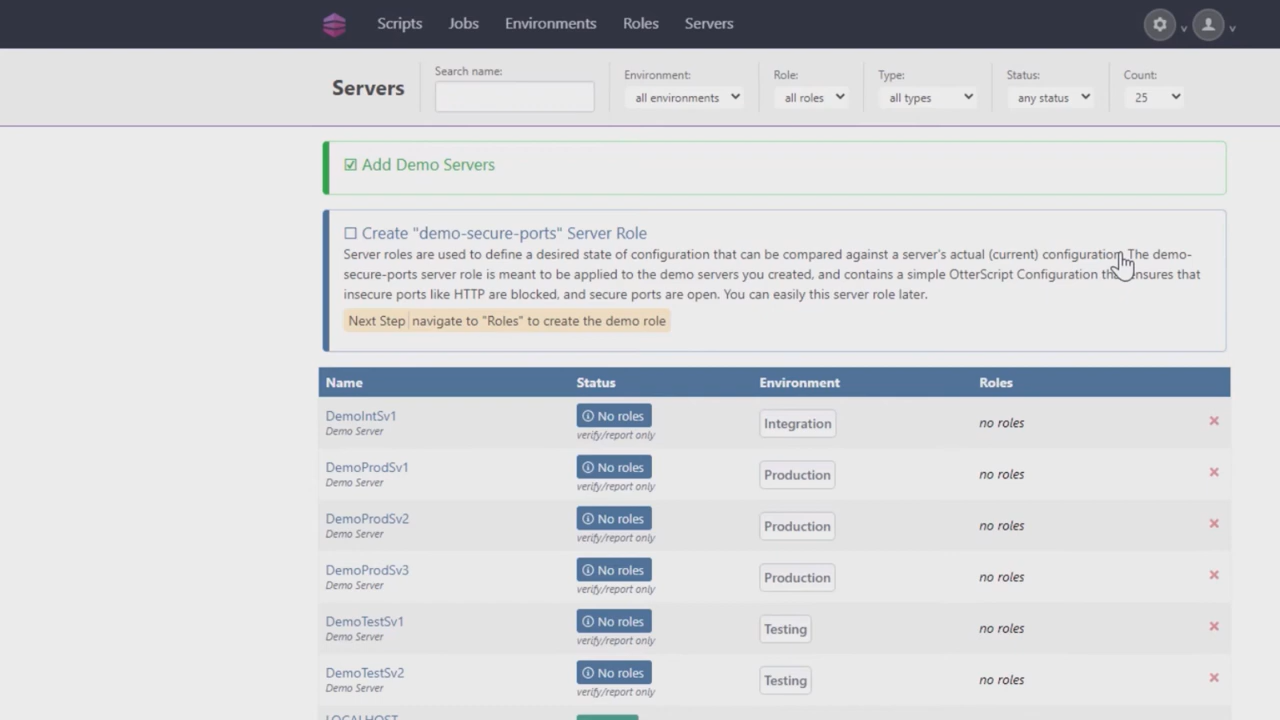 Scripts Jobs Environments Roles Servers
Servers
Search name:
Environment:
all environments
Role:
all roles
Type:
all types
Status:
any status
Count:
25
Add Demo Servers
Create "demo-secure-ports" Server Role
Server roles are used to define a desired state of configuration that can be compared against a server's actual (current) configuration. The demo-
secure-ports server role is meant to be applied to the demo servers you created, and contains a simple OtterScript Configuration ensures that
insecure ports like HTTP are blocked, and secure ports are open. You can easily this server role later.
Next Step navigate to "Roles" to create the demo role
Name Status Environment Roles
DemoIntSv1
Demo Server
No roles
verify/report only
Integration
no roles
DemoProdSv1
Demo Server
No roles
verify/report only
Production
no roles
DemoProdSv2
Demo Server
No roles
verify/report only
Production
no roles
DemoProdSv3
Demo Server
No roles
verify/report only
Production
no roles
DemoTestSv1
Demo Server
No roles
verify/report only
Testing
no roles
DemoTestSv2
Demo Server
No roles
verify/report only
Testing
no roles
LOCALHOST